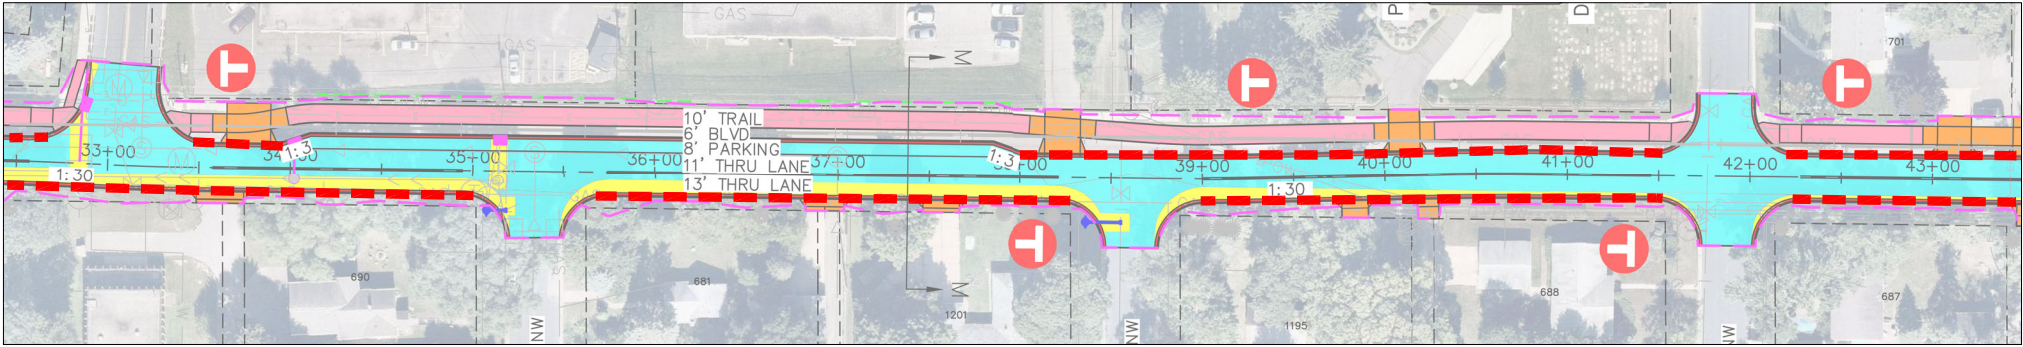 GAS
P
D
M
701
T
T
T
GAS
10' TRAIL
6' BLVD
8' PARKING
11' THRU LANE
13' THRU LANE
33+00
1:3
35+00
36+00
37+00
1:3
39+00
40+00
41+00
42+00
43+00
1:30
1:30
T
T
690
681
M
1201
1195
688
687
NW
NW
NW